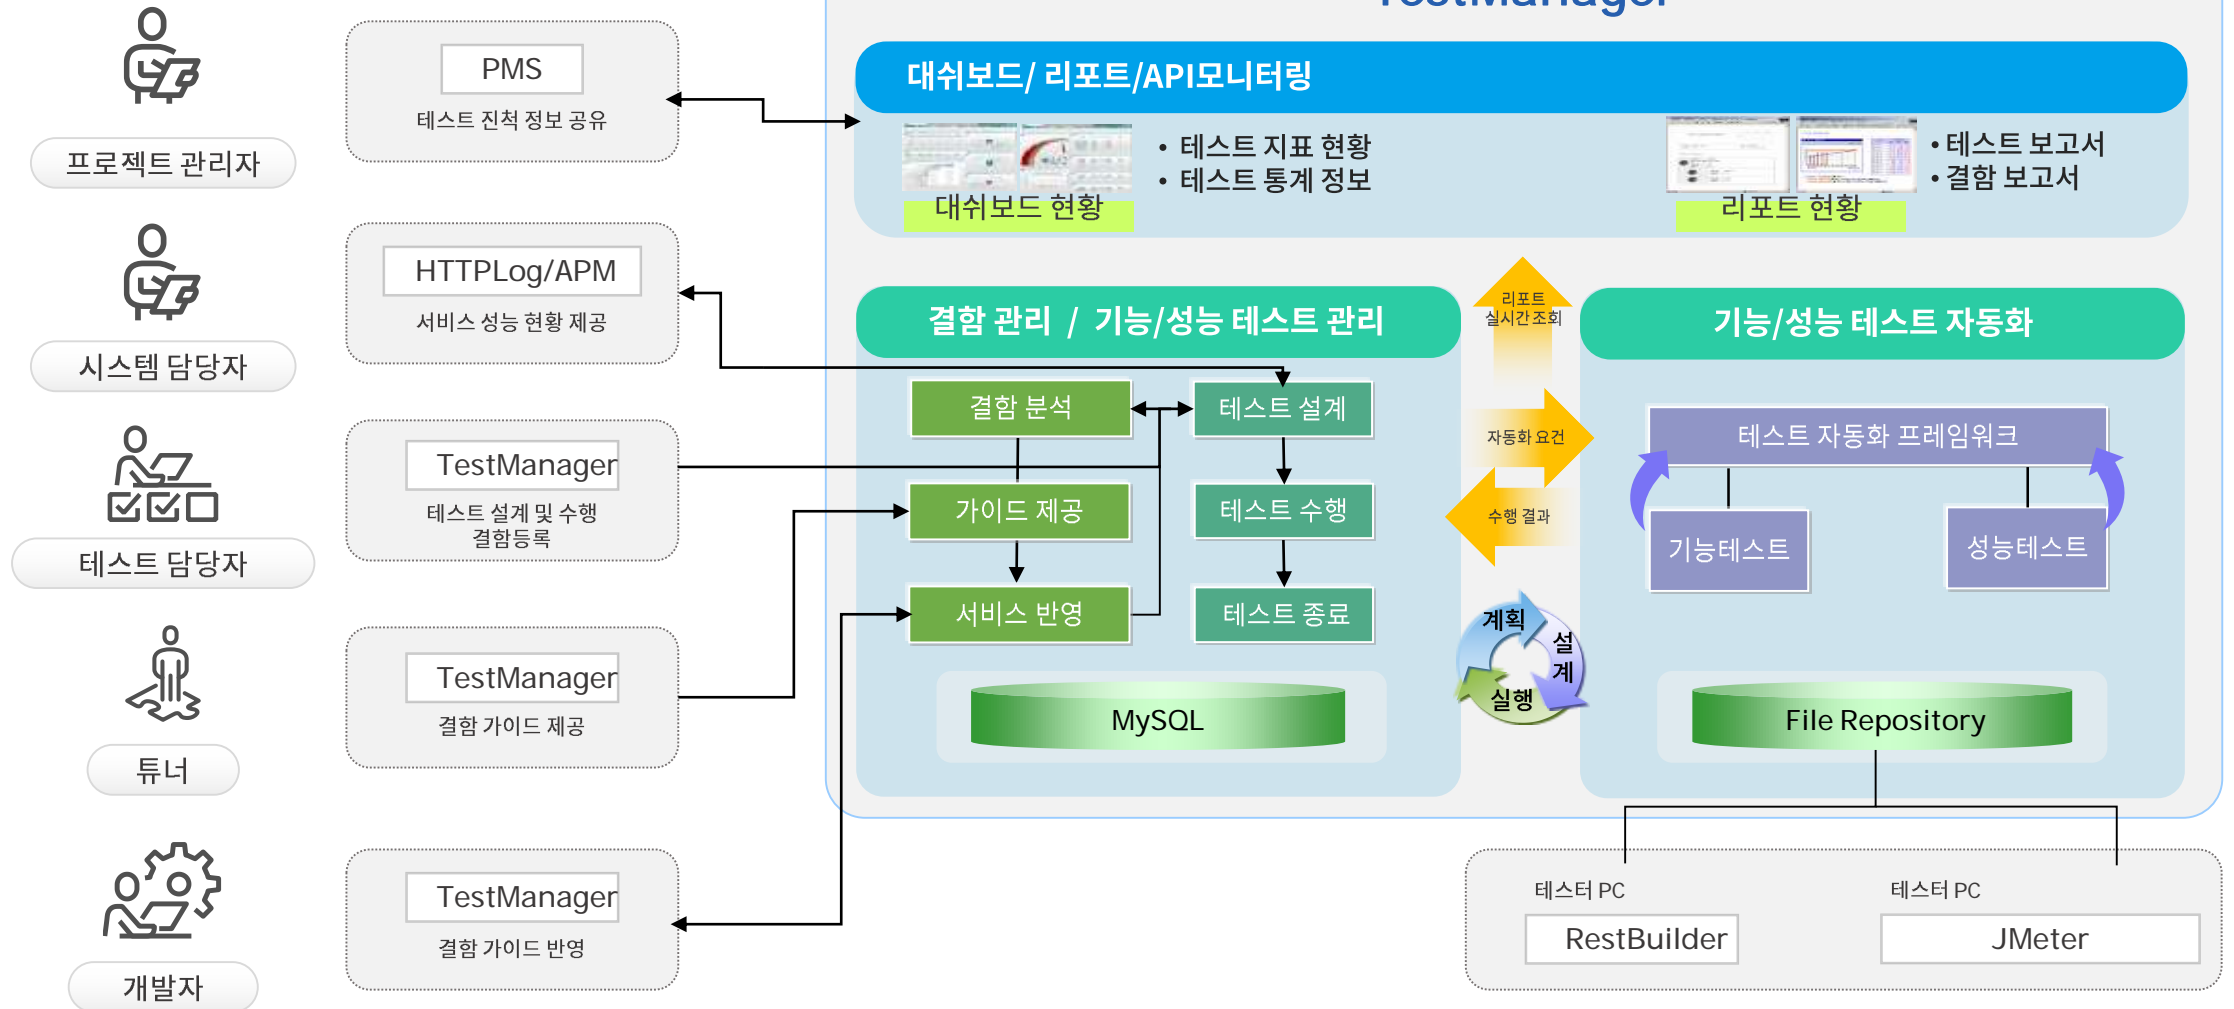 TestManager
PMS
테스트 진척 정보 공유
프로젝트 관리자
대쉬보드/ 리포트/API모니터링
• 테스트 지표 현황
• 테스트 통계 정보
대쉬보드 현황
• 테스트 보고서
• 결함 보고서
리포트 현황
HTTPLog/APM
서비스 성능 현황 제공
시스템 담당자
결함 관리 / 기능/성능 테스트 관리
리포트
실시간조회
기능/성능 테스트 자동화
결함 분석
테스트 설계
자동화 요건
테스트 자동화 프레임워크
TestManager
테스트 설계 및 수행
결함등록
테스트 담당자
가이드 제공
테스트 수행
수행 결과
기능테스트
성능테스트
서비스 반영
테스트 종료
계획
설
계
실행
TestManager
결함 가이드 제공
튜너
MySQL
File Repository
TestManager
결함 가이드 반영
개발자
테스터 PC
RestBuilder
테스터 PC
JMeter